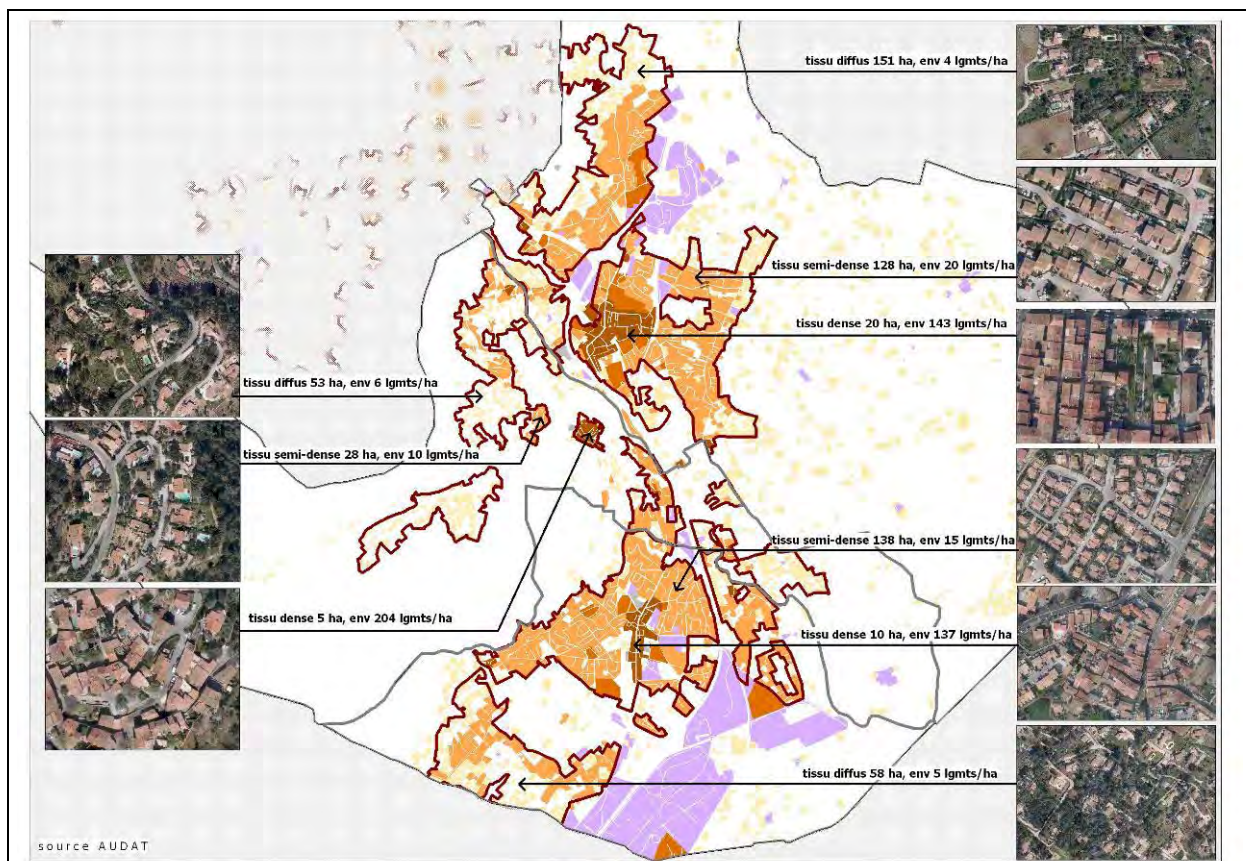 tissu diffus 151 ha, env 4 lgmts/ha
tissu semi-dense 128 ha, env 20 lgmts/ha
tissu dense 20 ha, env 143 lgmts/ha
tissu diffus 53 ha, env 6 lgmts/ha
tissu semi-dense 28 ha, env 10 lgmts/ha
tissu semi-dense 138 ha, env 15 lgmts/ha
tissu dense 5 ha, env 204 lgmts/ha
tissu dense 10 ha, env 137 lgmts/ha
tissu diffus 58 ha, env 5 lgmts/ha
source AUDAT